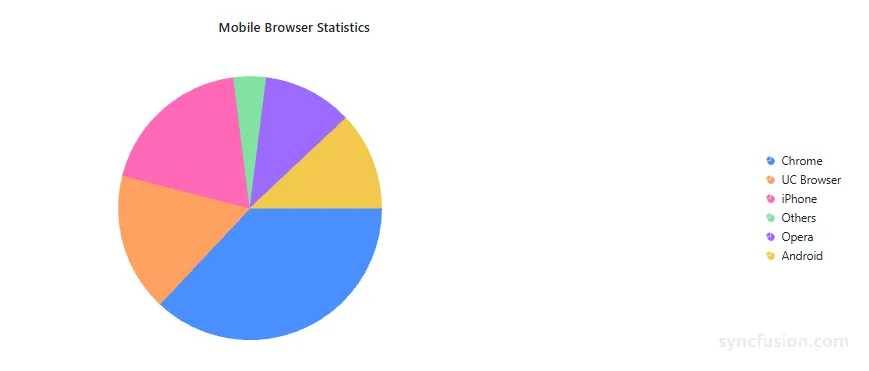 Mobile Browser Statistics
Chrome
UC Browser
iPhone
Others
Opera
Android
syncfusion.com